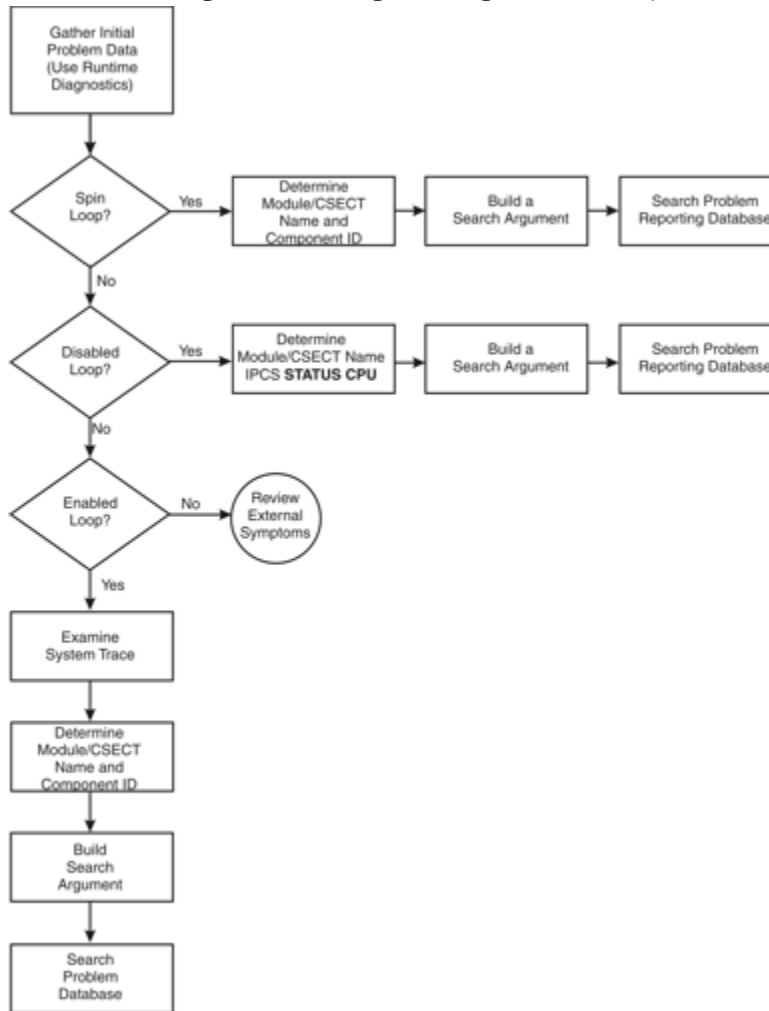 Gather Initial
Problem Data
(Use Runtime
Diagnostics)
Spin
Loop?
Yes
Determine
Module/CSECT
Name and
Component ID
Build a
Search Argument
Search Problem
Reporting Database
No
Disabled
Loop?
Yes
Determine
Module/CSECT Name
IPCS STATUS CPU
Build a
Search Argument
Search Problem
Reporting Database
No
Enabled
Loop?
No
Review
External
Symptoms
Yes
Examine
System Trace
Determine
Module/CSECT
Name and
Component ID
Build
Search
Argument
Search
Problem
Database